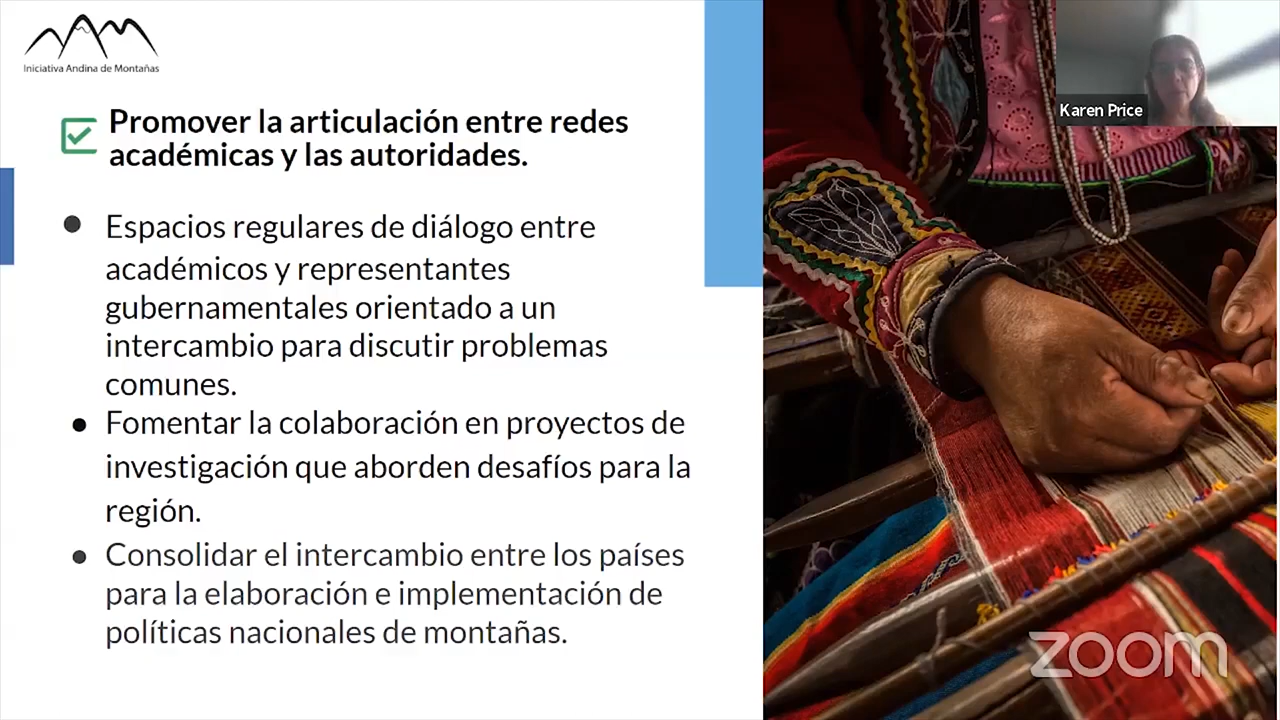 Iniciativa Andina de Montañas
Promover la articulación entre redes
académicas y las autoridades.
Espacios regulares de diálogo entre
académicos y representantes
gubernamentales orientado a un
intercambio para discutir problemas
comunes.
Fomentar la colaboración en proyectos de
investigación que aborden desafíos para la
región.
Consolidar el intercambio entre los países
para la elaboración e implementación de
políticas nacionales de montañas.
Karen Price
zoom